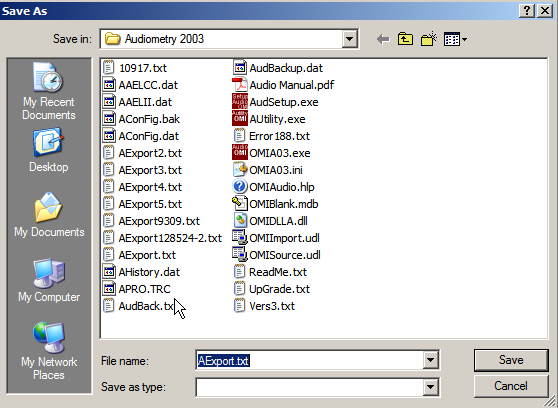 Save As
Save in: Audiometry 2003
My Recent
Documents
Desktop
My Documents
My Computer
My Network
Places
10917.txt
AAELCC.dat
AAELII.dat
AConFig.bak
AConFig.dat
AExport2.txt
AExport3.txt
AExport4.txt
AExport5.txt
AExport9309.txt
AExport128524-2.txt
AExport.txt
AHistory.dat
APRO.TRC
AudBack.txt
AudBackup.dat
Audio Manual.pdf
AudSetup.exe
AUtility.exe
Error188.txt
OMIA03.exe
OMIA03.ini
OMIAudio.hlp
OMIBlank.mdb
OMIDLLA.dll
OMIImport.udl
OMISource.udl
ReadMe.txt
UpGrade.txt
Vers3.txt
File name: AExport.txt Save
Save as type: Cancel